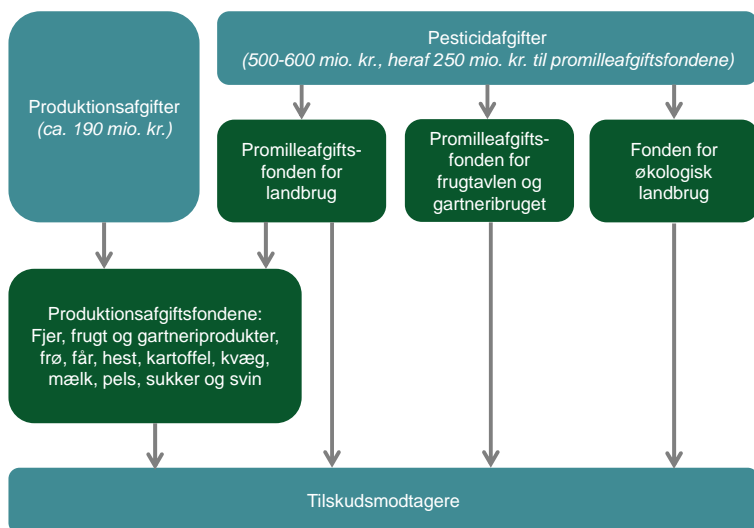 Pesticidafgifter
(500-600 mio. kr., heraf 250 mio. kr. til promilleafgiftsfondene)
Produktionsafgifter
(ca. 190 mio. kr.)
Promilleafgifts-
fonden for
landbrug
Promilleafgifts-
fonden for
frugtavlen og
gartneribruget
Fonden for
økologisk
landbrug
Produktionsafgiftsfondene:
Fjer, frugt og gartneriprodukter,
frø, får, hest, kartoffel, kvæg,
mælk, pels, sukker og svin
Tilskudsmodtagere